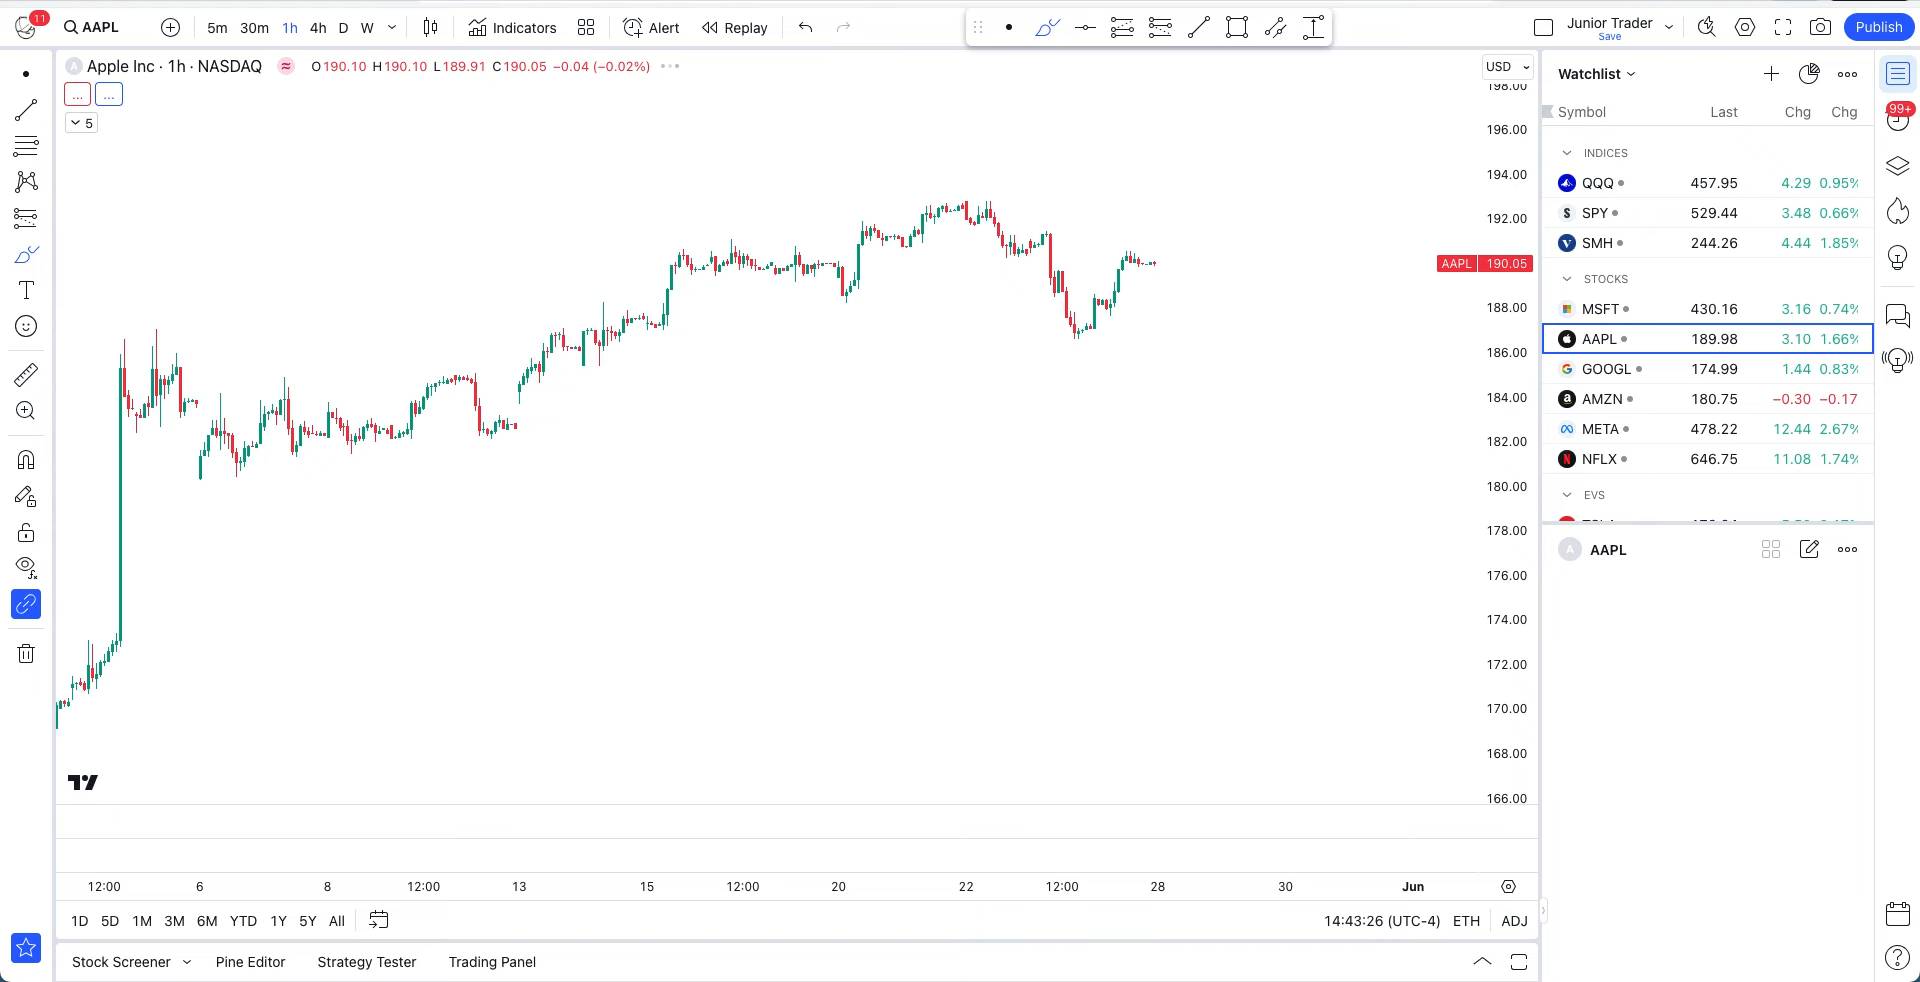 11 AAPL 5m 30m 1h 4h D W Indicators Alert Replay Junior Trader Save Publish
A Apple Inc · 1h · NASDAQ ≈ O190.10 H190.10 L189.91 C190.05 −0.04 (−0.02%)
... ...
5
USD
198.00
196.00
194.00
192.00
AAPL 190.05
188.00
186.00
184.00
182.00
180.00
178.00
176.00
174.00
172.00
170.00
168.00
166.00
12:00 6 8 12:00 13 15 12:00 20 22 12:00 28 30 Jun
1D 5D 1M 3M 6M YTD 1Y 5Y All 14:43:26 (UTC-4) ETH ADJ
Stock Screener Pine Editor Strategy Tester Trading Panel
Watchlist
99+
Symbol Last Chg Chg
INDICES
QQQ 457.95 4.29 0.95%
S SPY 529.44 3.48 0.66%
V SMH 244.26 4.44 1.85%
STOCKS
MSFT 430.16 3.16 0.74%
AAPL 189.98 3.10 1.66%
G GOOGL 174.99 1.44 0.83%
a AMZN 180.75 −0.30 −0.17
META 478.22 12.44 2.67%
N NFLX 646.75 11.08 1.74%
EVS
A AAPL